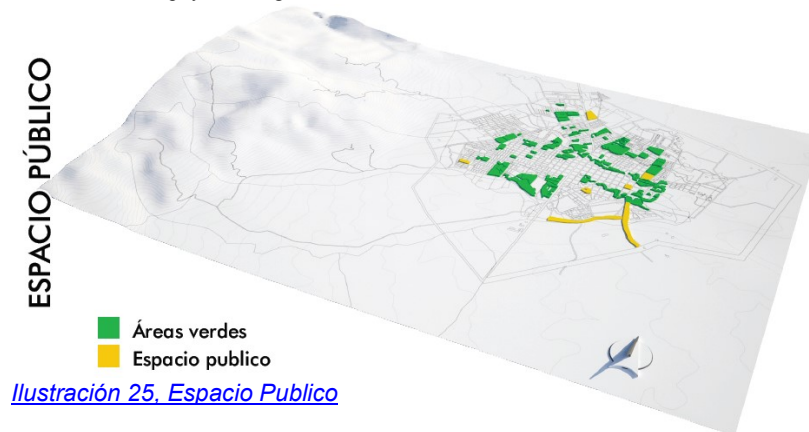 ESPACIO PÚBLICO
Áreas verdes
Espacio publico
Ilustración 25, Espacio Publico